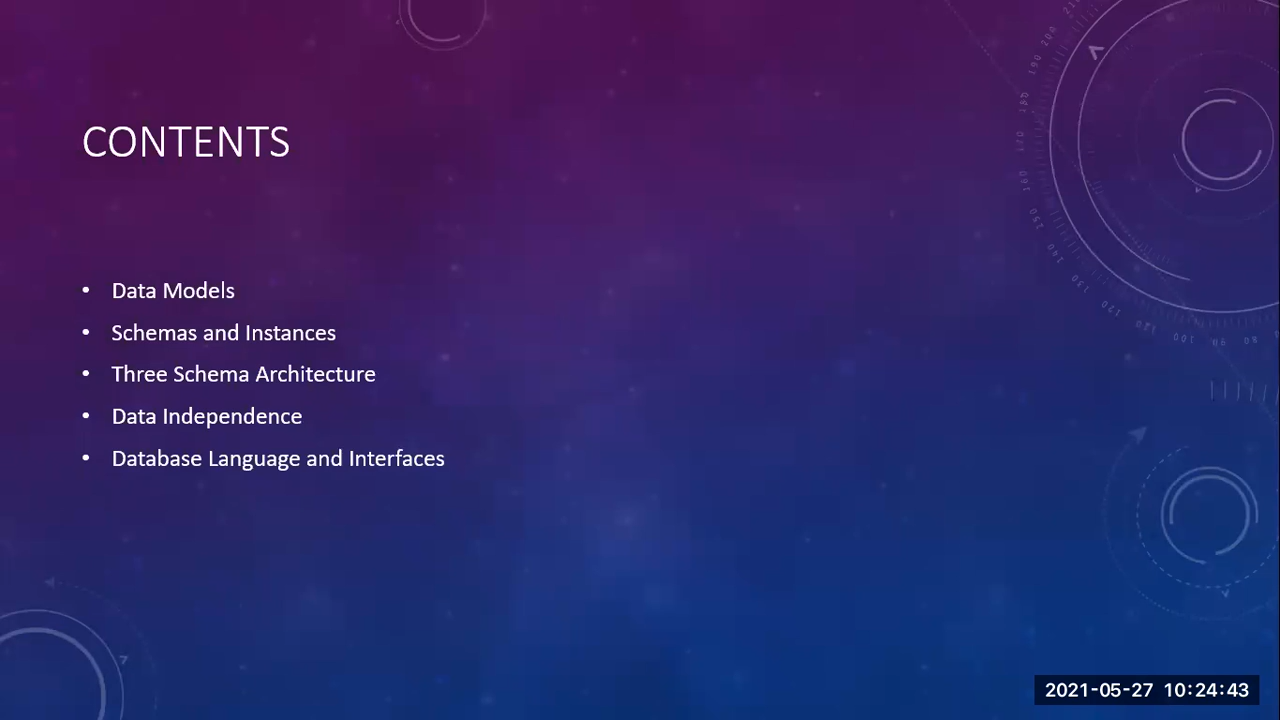 CONTENTS
• Data Models
• Schemas and Instances
• Three Schema Architecture
• Data Independence
• Database Language and Interfaces
2021-05-27 10:24:43